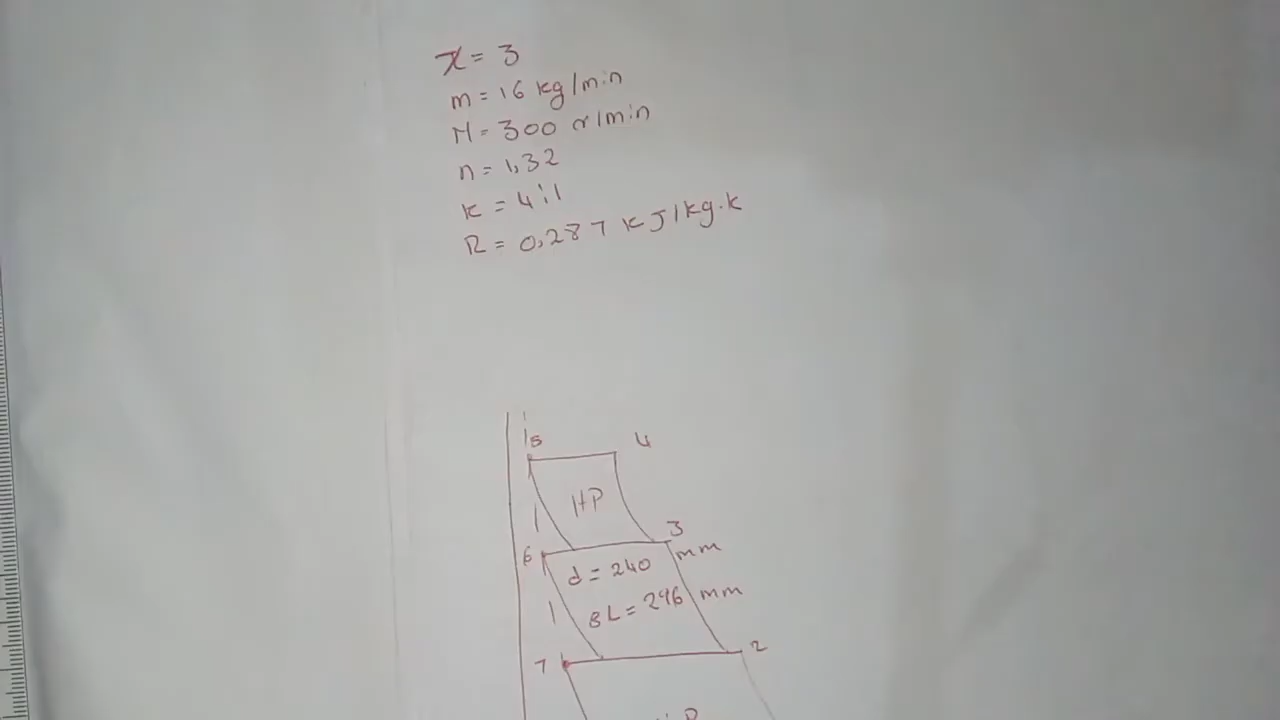 x = 3
m = 16 kg/min
N = 300 r/min
n = 1,32
k = 4:1
R = 0,287 kJ/kg.k
5 4
HP
3
6 mm
d = 240
SL = 296 mm
7 2